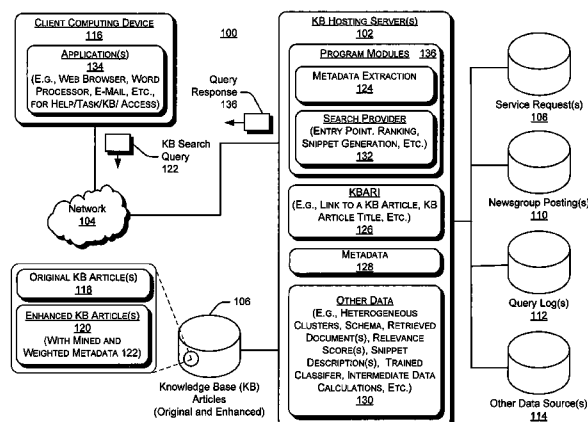 CLIENT COMPUTING DEVICE
116
APPLICATION(S)
134
(E.G., WEB BROWSER, WORD
PROCESSOR, E-MAIL, ETC.,
FOR HELP/TASK/KB/ ACCESS)
100
Query
Response
136
KB Search
Query
122
Network
104
ORIGINAL KB ARTICLE(S)
118
ENHANCED KB ARTICLE(S)
120
(WITH MINED AND
WEIGHTED METADATA 122)
106
Knowledge Base (KB)
Articles
(Original and Enhanced)
KB HOSTING SERVER(S)
102
PROGRAM MODULES 136
METADATA EXTRACTION
124
SEARCH PROVIDER
(ENTRY POINT. RANKING,
SNIPPET GENERATION, ETC.)
132
KBARI
(E.G., LINK TO A KB ARTICLE, KB
ARTICLE TITLE, ETC.)
126
METADATA
128
OTHER DATA
(E.G., HETEROGENEOUS
CLUSTERS, SCHEMA, RETRIEVED
DOCUMENT(S), RELEVANCE
SCORE(S), SNIPPET
DESCRIPTION(S), TRAINED
CLASSIFER, INTERMEDIATE DATA
CALCULATIONS, ETC.)
130
Service Request(s)
108
Newsgroup Posting(s)
110
Query Log(s)
112
Other Data Source(s)
114